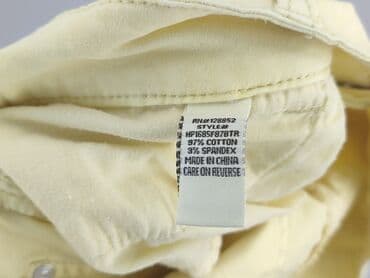 RN#128852
STYLE#
HP1685F87BTR
97% COTTON
3% SPANDEX
MADE IN CHINA
CARE ON REVERSE